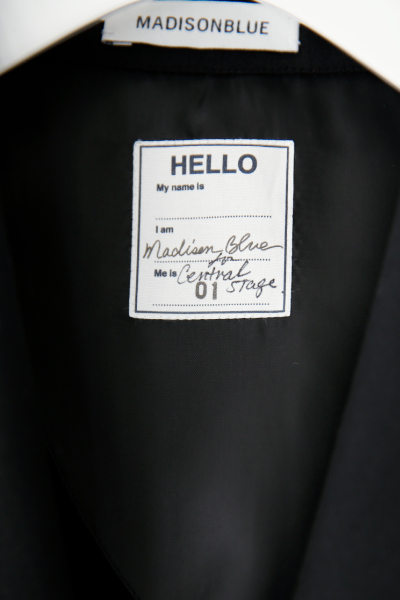 MADISONBLUE
HELLO
My name is
I am
Madison Blue
for
Me is Central
01 Stage.